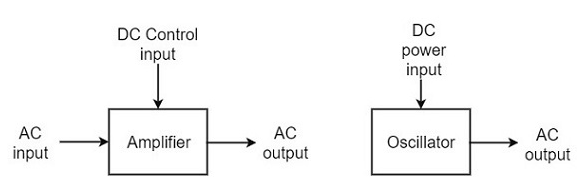 DC Control
input
AC
input
Amplifier
AC
output
DC
power
input
Oscillator
AC
output